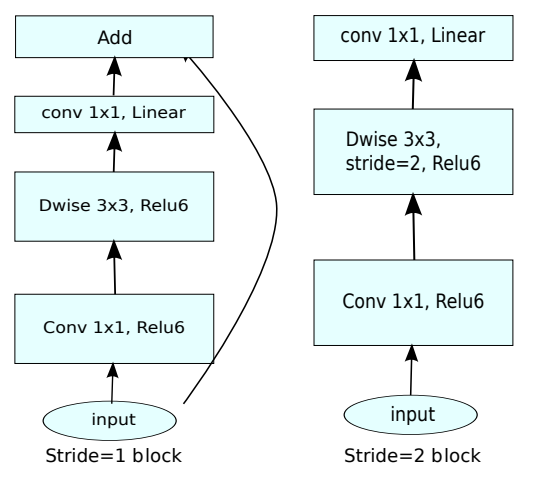 Add
conv 1x1, Linear
Dwise 3x3, Relu6
Conv 1x1, Relu6
input
Stride=1 block
conv 1x1, Linear
Dwise 3x3,
stride=2, Relu6
Conv 1x1, Relu6
input
Stride=2 block